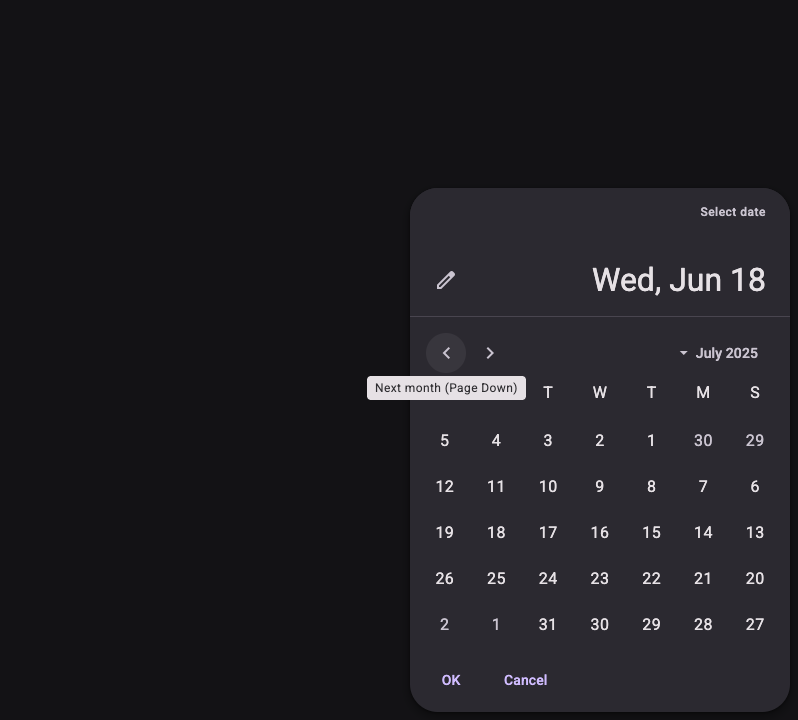 Select date
Wed, Jun 18
July 2025
Next month (Page Down)
T W T M S
5 4 3 2 1 30 29
12 11 10 9 8 7 6
19 18 17 16 15 14 13
26 25 24 23 22 21 20
2 1 31 30 29 28 27
OK Cancel